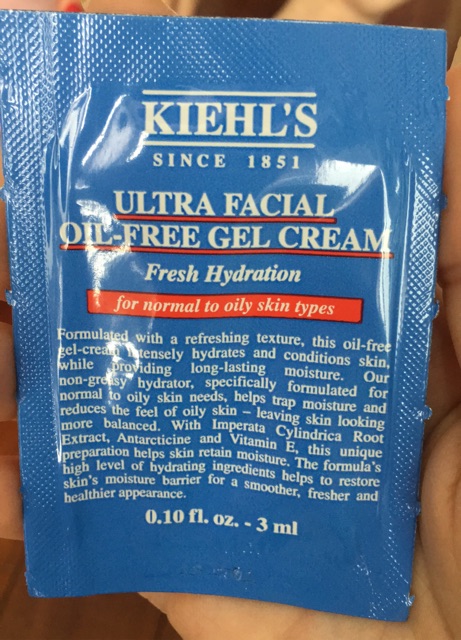 KIEHL'S
SINCE 1851
ULTRA FACIAL
OIL-FREE GEL CREAM
Fresh Hydration
for normal to oily skin types
Formulated with a refreshing texture, this oil-free
gel-cream intensely hydrates and conditions skin,
while providing long-lasting moisture. Our
non-greasy hydrator, specifically formulated for
normal to oily skin needs, helps trap moisture and
reduces the feel of oily skin – leaving skin looking
more balanced. With Imperata Cylindrica Root
Extract, Antarcticine and Vitamin E, this unique
preparation helps skin retain moisture. The formula's
high level of hydrating ingredients helps to restore
skin's moisture barrier for a smoother, fresher and
healthier appearance.
0.10 fl. oz. - 3 ml